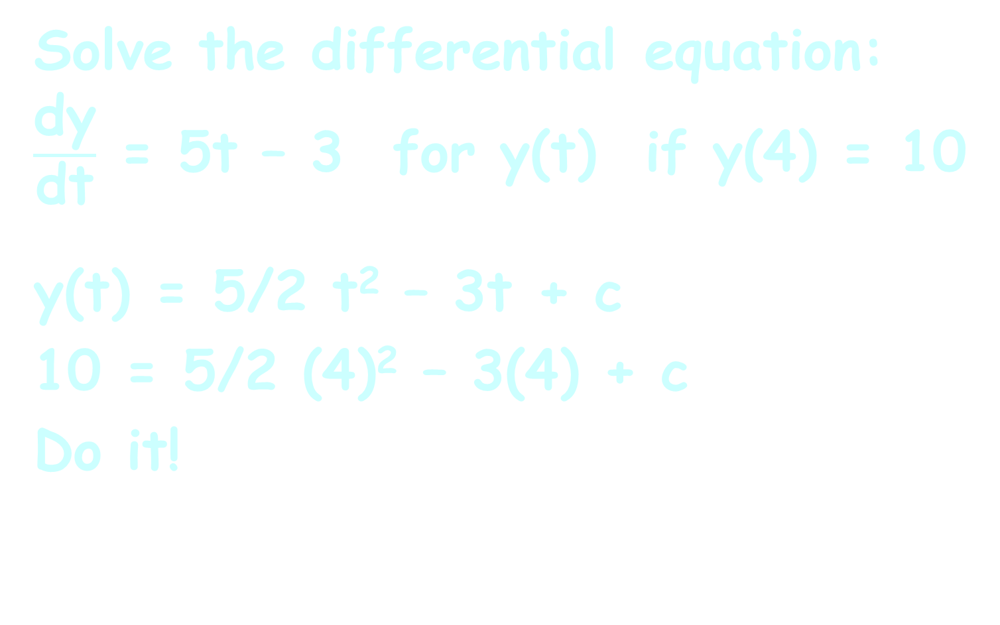 Solve the differential equation:
dy/dt = 5t – 3 for y(t) if y(4) = 10
y(t) = 5/2 t² – 3t + c
10 = 5/2 (4)² – 3(4) + c
Do it!